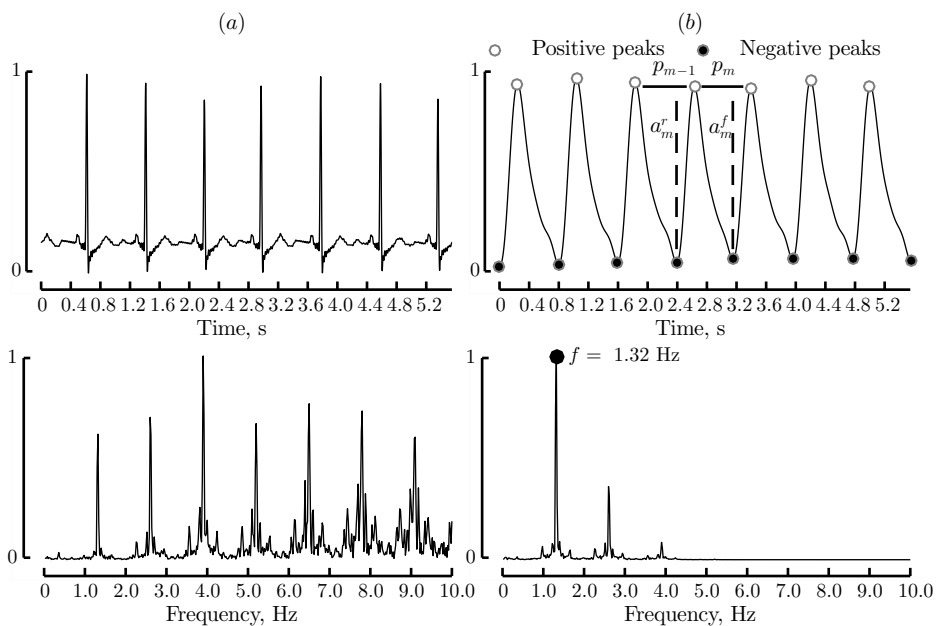 (a) (b)
Positive peaks Negative peaks
1 p_{m−1} p_m
a_m^r a_m^f
0
0 0.4 0.8 1.2 1.6 2.0 2.4 2.8 3.2 3.6 4.0 4.4 4.8 5.2
0.4 0.8 1.2 1.6 2.0 2.4 2.8 3.2 3.6 4.0 4.4 4.8 5.2
Time, s Time, s
1 1 f = 1.32 Hz
0 0
0 1.0 2.0 3.0 4.0 5.0 6.0 7.0 8.0 9.0 10.0
0 1.0 2.0 3.0 4.0 5.0 6.0 7.0 8.0 9.0 10.0
Frequency, Hz Frequency, Hz